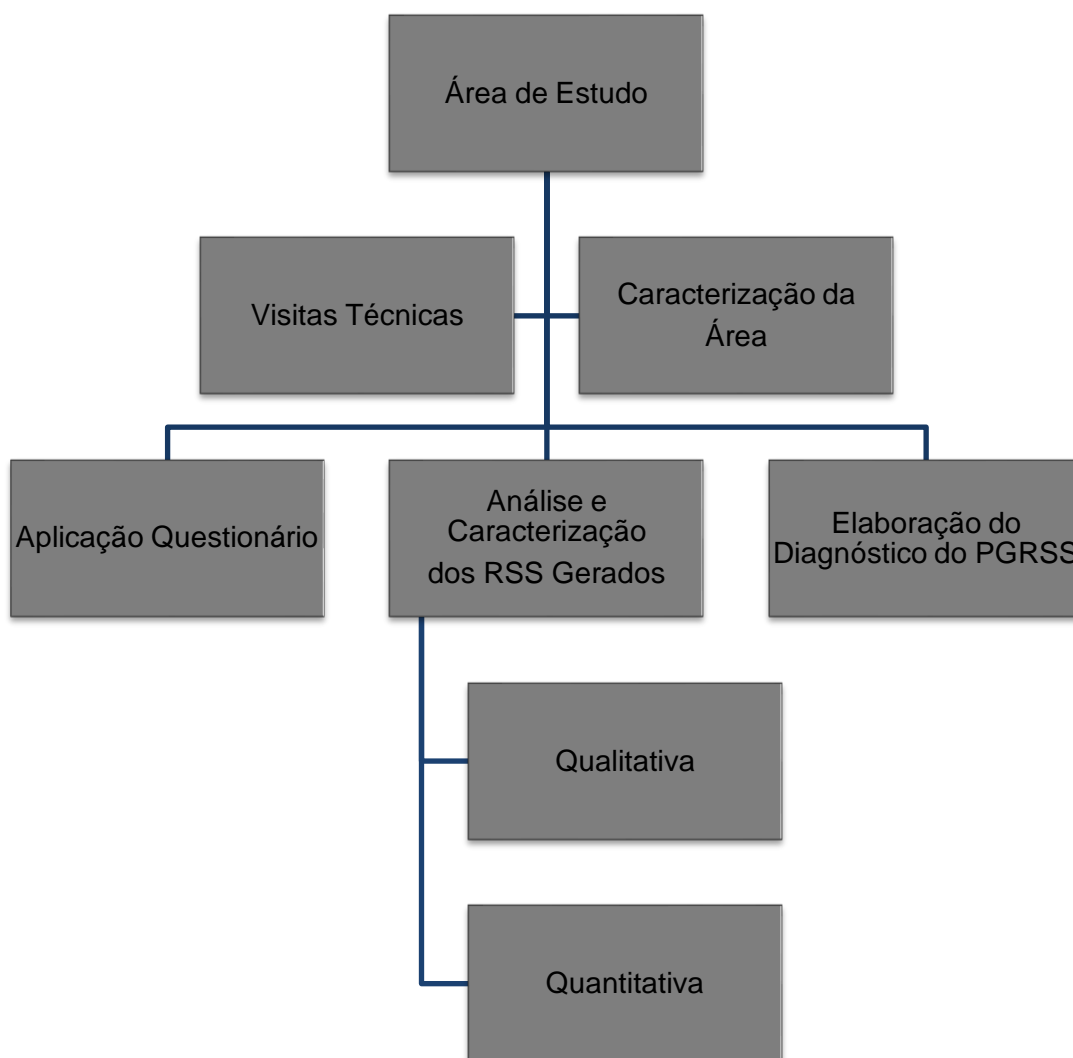 Área de Estudo
Visitas Técnicas
Caracterização da
Área
Aplicação Questionário
Análise e
Caracterização
dos RSS Gerados
Elaboração do
Diagnóstico do PGRSS
Qualitativa
Quantitativa